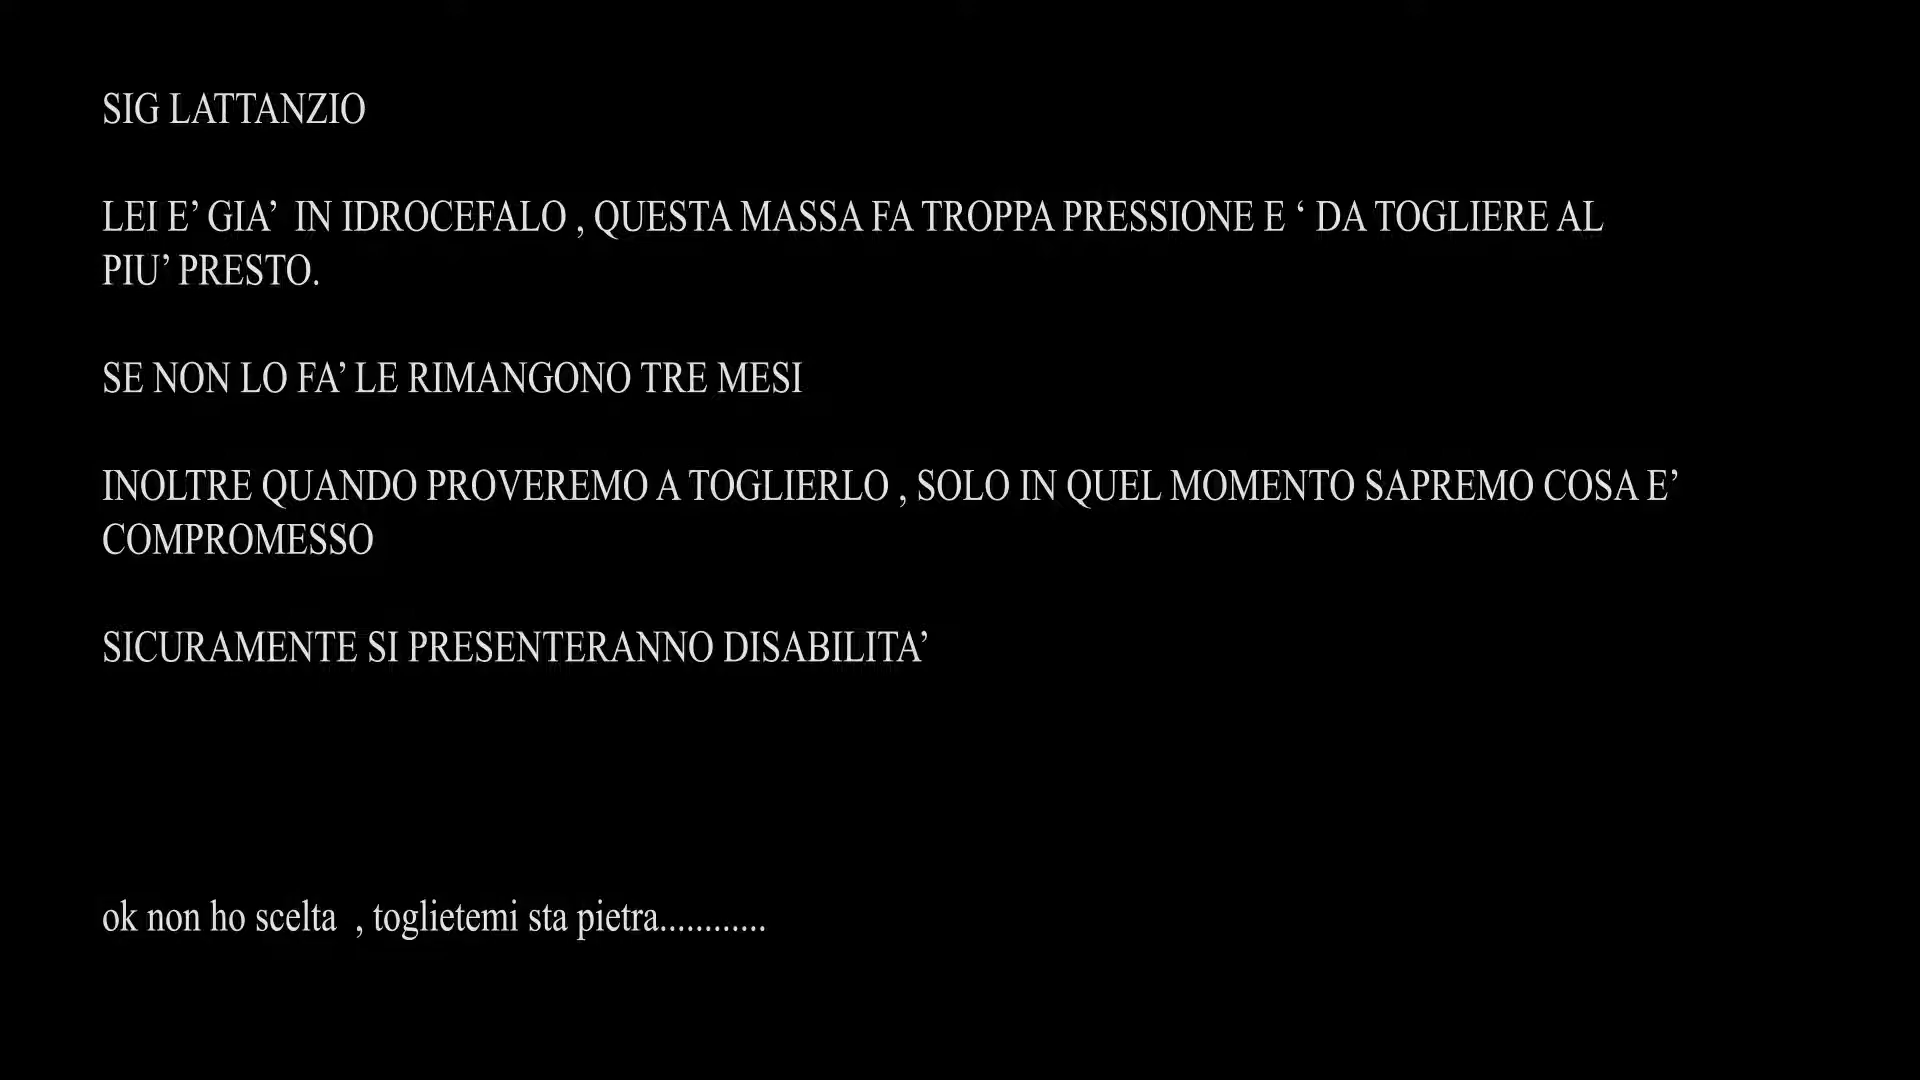 SIG LATTANZIO
LEI E’ GIA’  IN IDROCEFALO , QUESTA MASSA FA TROPPA PRESSIONE E ‘ DA TOGLIERE AL
PIU’ PRESTO.
SE NON LO FA’ LE RIMANGONO TRE MESI
INOLTRE QUANDO PROVEREMO A TOGLIERLO , SOLO IN QUEL MOMENTO SAPREMO COSA E’
COMPROMESSO
SICURAMENTE SI PRESENTERANNO DISABILITA’
ok non ho scelta  , toglietemi sta pietra............